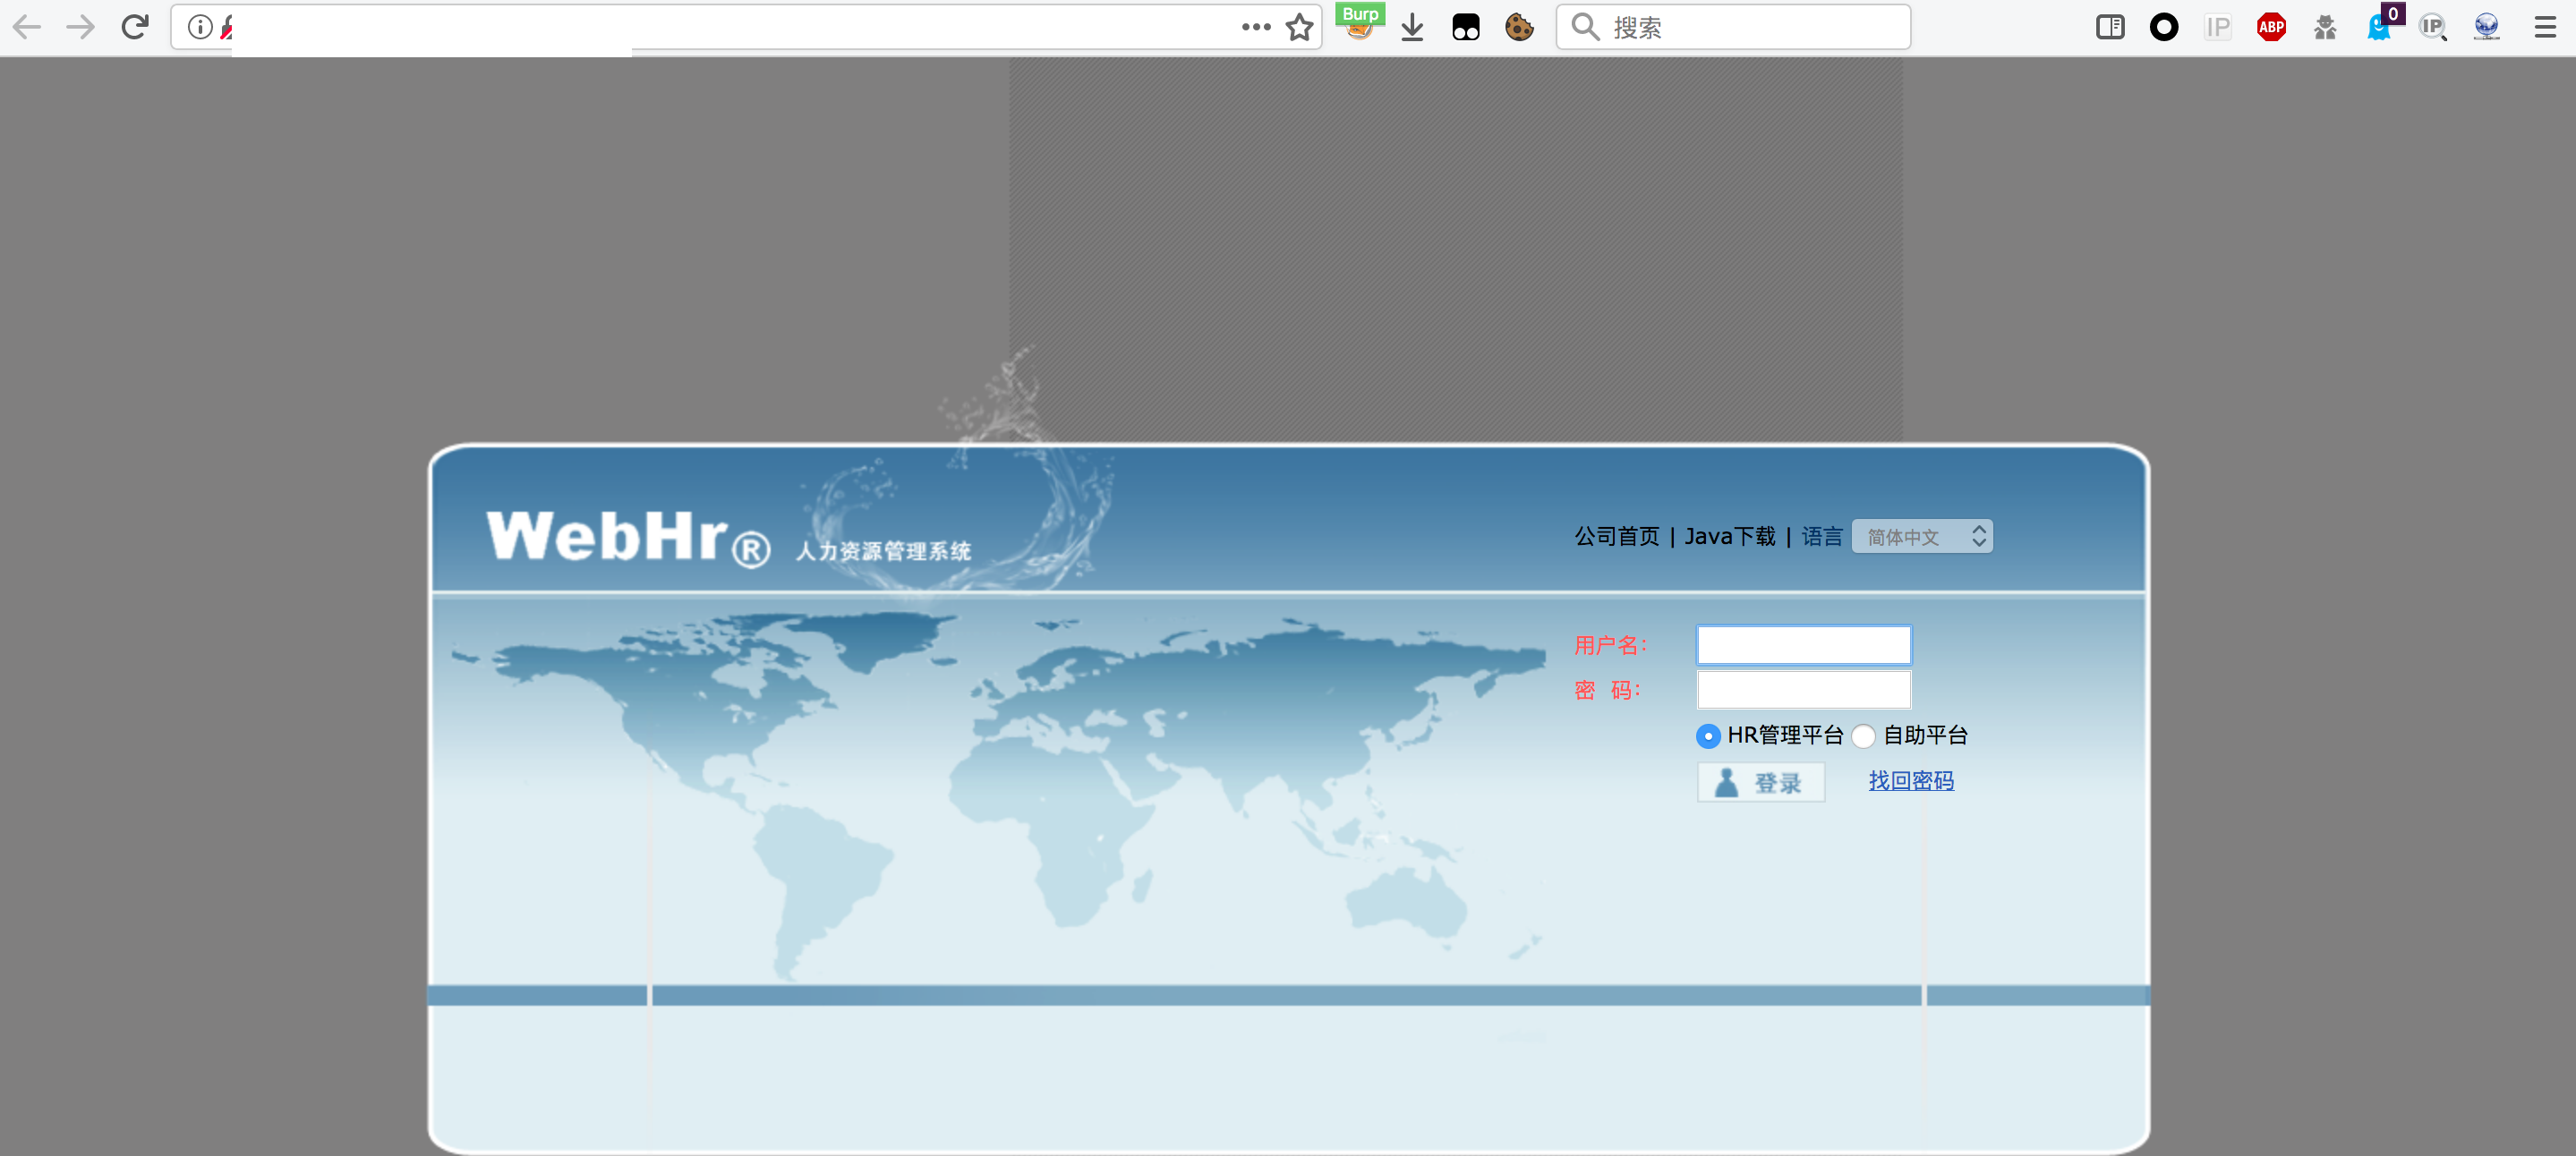 Burp
搜索
IP
ABP
0
IP
WebHr® 人力资源管理系统
公司首页 | Java下载 | 语言 简体中文
用户名：
密 码：
HR管理平台 自助平台
登录 找回密码